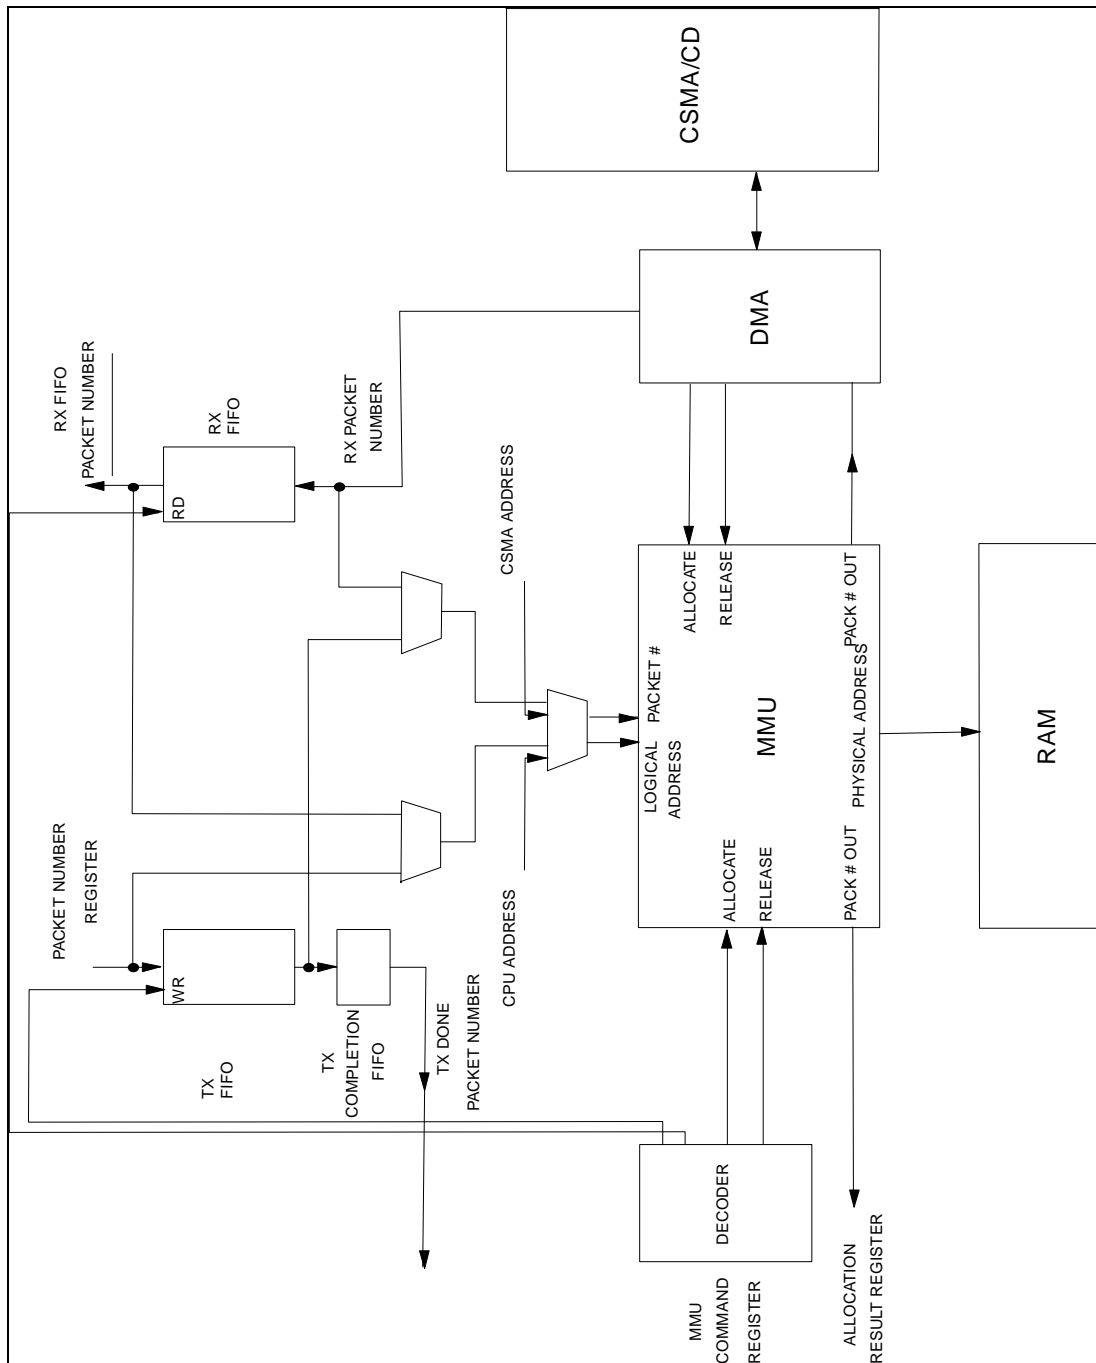 CSMA/CD
DMA
RX FIFO
PACKET NUMBER
RX
FIFO
RD
RX PACKET
NUMBER
CSMA ADDRESS
ALLOCATE
RELEASE
PACK # OUT
PACKET #
LOGICAL
ADDRESS
MMU
PHYSICAL ADDRESS
RAM
ALLOCATE
RELEASE
PACK # OUT
CPU ADDRESS
PACKET NUMBER
REGISTER
WR
TX
FIFO
TX
COMPLETION
FIFO
TX DONE
PACKET NUMBER
DECODER
MMU
COMMAND
REGISTER
ALLOCATION
RESULT REGISTER